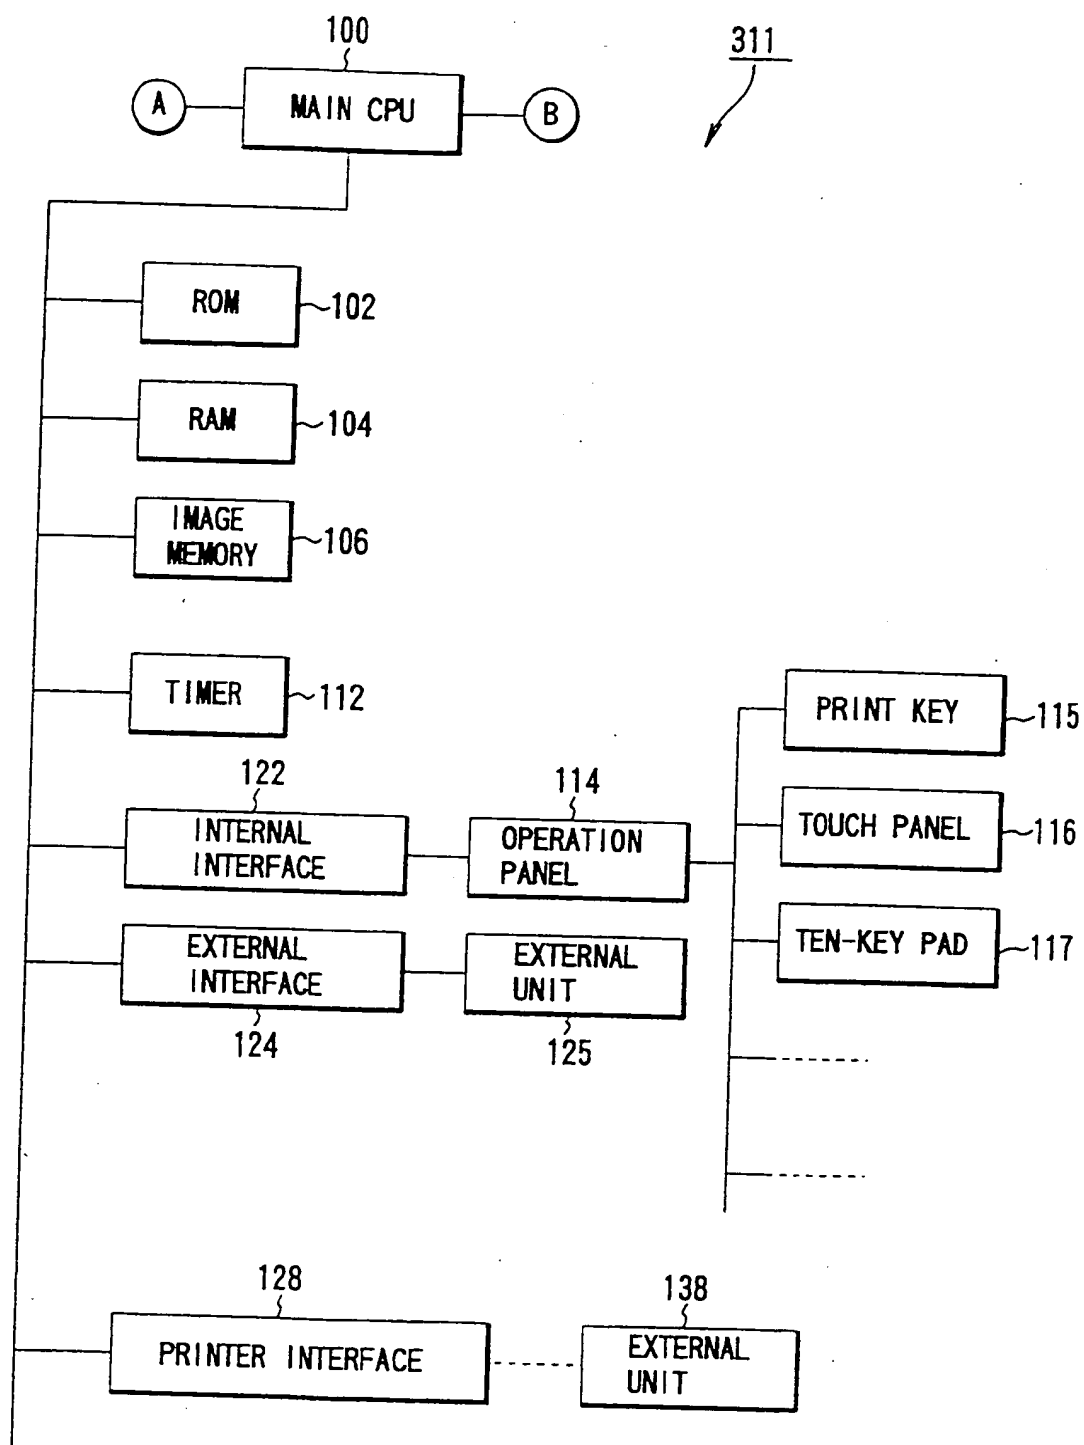 100
311
A
MAIN CPU
B
ROM
102
RAM
104
IMAGE
MEMORY
106
TIMER
112
PRINT KEY
115
122
114
INTERNAL
INTERFACE
OPERATION
PANEL
TOUCH PANEL
116
EXTERNAL
INTERFACE
124
EXTERNAL
UNIT
125
TEN-KEY PAD
117
128
138
PRINTER INTERFACE
EXTERNAL
UNIT